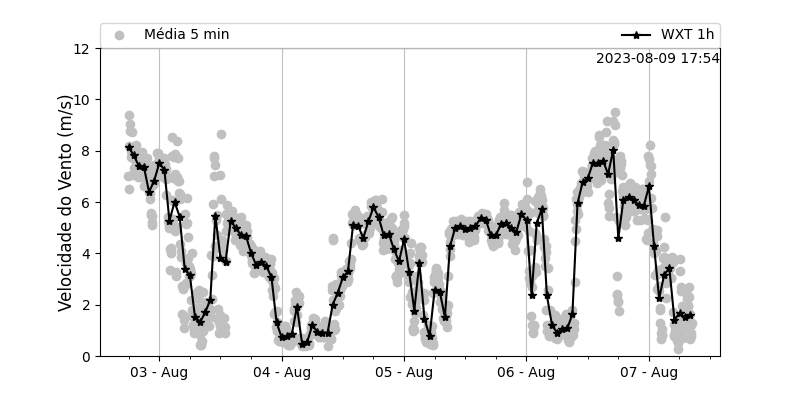 Média 5 min
WXT 1h
2023-08-09 17:54
Velocidade do Vento (m/s)
12
10
8
6
4
2
0
03 - Aug
04 - Aug
05 - Aug
06 - Aug
07 - Aug